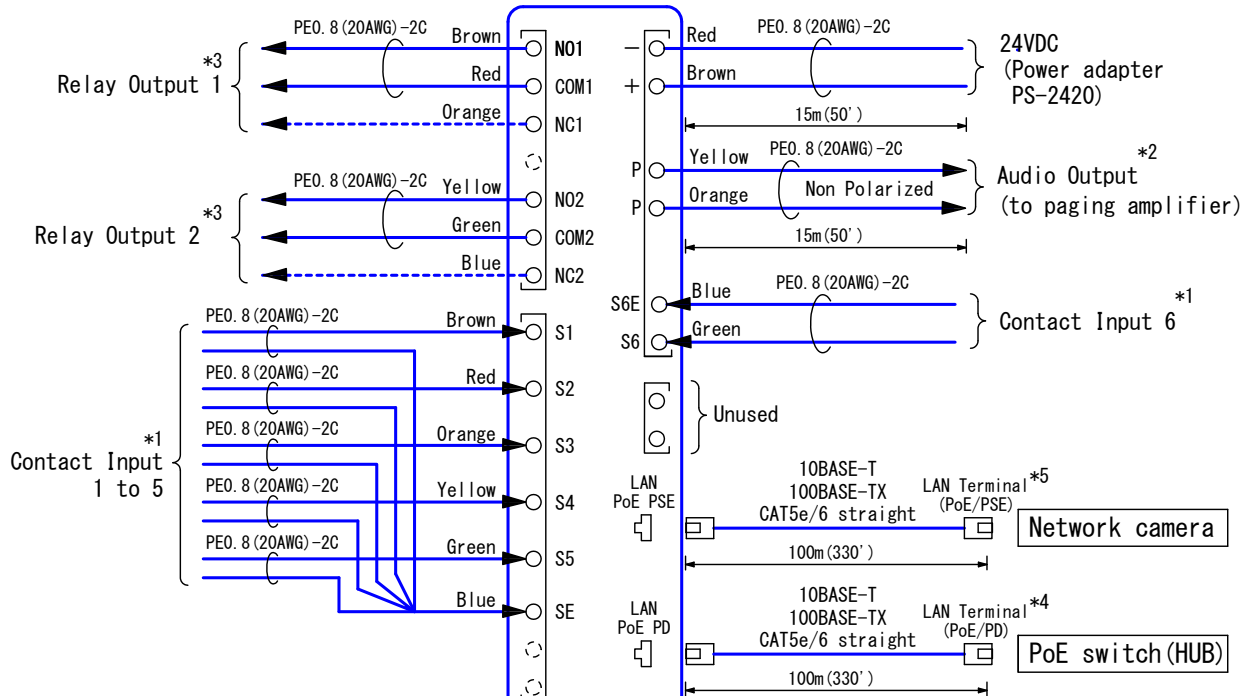 PE0.8(20AWG)-2C
Brown
NO1
Relay Output 1 *3
Red
COM1
Orange
NC1
PE0.8(20AWG)-2C
Yellow
NO2
Relay Output 2 *3
Green
COM2
Blue
NC2
PE0.8(20AWG)-2C
Brown
S1
PE0.8(20AWG)-2C
Red
S2
PE0.8(20AWG)-2C
Orange
S3
*1
Contact Input
1 to 5
PE0.8(20AWG)-2C
Yellow
S4
PE0.8(20AWG)-2C
Green
S5
Blue
SE
−
Red
PE0.8(20AWG)-2C
+
Brown
24VDC
(Power adapter
PS-2420)
15m(50')
P
Yellow
PE0.8(20AWG)-2C
P
Orange
Non Polarized
Audio Output *2
(to paging amplifier)
15m(50')
S6E
Blue
PE0.8(20AWG)-2C
S6
Green
Contact Input 6 *1
Unused
LAN
PoE PSE
10BASE-T
100BASE-TX
CAT5e/6 straight
LAN Terminal *5
(PoE/PSE)
Network camera
100m(330')
LAN
PoE PD
10BASE-T
100BASE-TX
CAT5e/6 straight
LAN Terminal *4
(PoE/PD)
PoE switch(HUB)
100m(330')